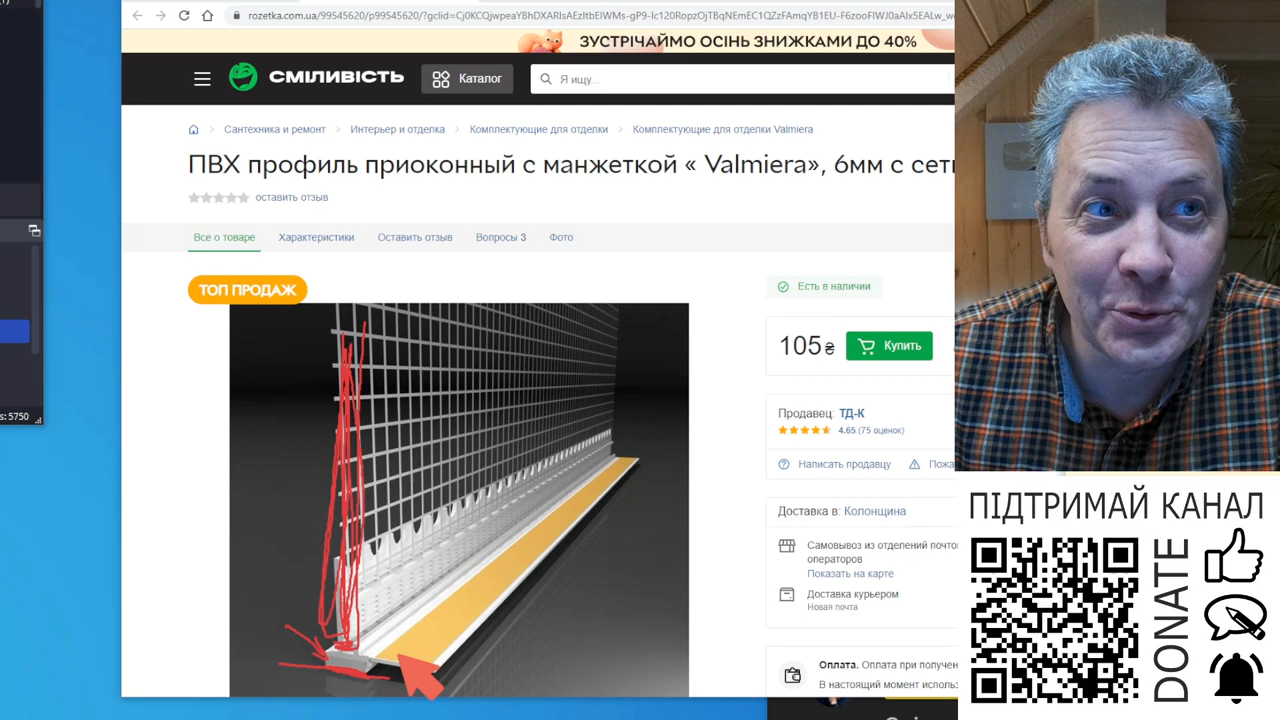 rozetka.com.ua/99545620/p99545620/?gclid=
ЗУСТРІЧАЙМО ОСІНЬ ЗНИЖКАМИ ДО 40%
СМІЛИВІСТЬ
Каталог
Я ищу...
Сантехника и ремонт
Интерьер и отделка
Комплектующие для отделки
Комплектующие для отделки Valmiera
ПВХ профиль приоконный с манжеткой « Valmiera», 6мм с сет
оставить отзыв
Все о товаре
Характеристики
Оставить отзыв
Вопросы 3
Фото
ТОП ПРОДАЖ
Есть в наличии
105 ₴
Купить
Продавец: ТД-К
4.65 (75 оценок)
Написать продавцу
Пожа
Доставка в: Колонщина
Самовывоз из отделений почто
операторов
Показать на карте
Доставка курьером
Новая почта
Оплата. Оплата при получен
В настоящий момент использ
s: 5750
ПІДТРИМАЙ КАНАЛ
DONATE